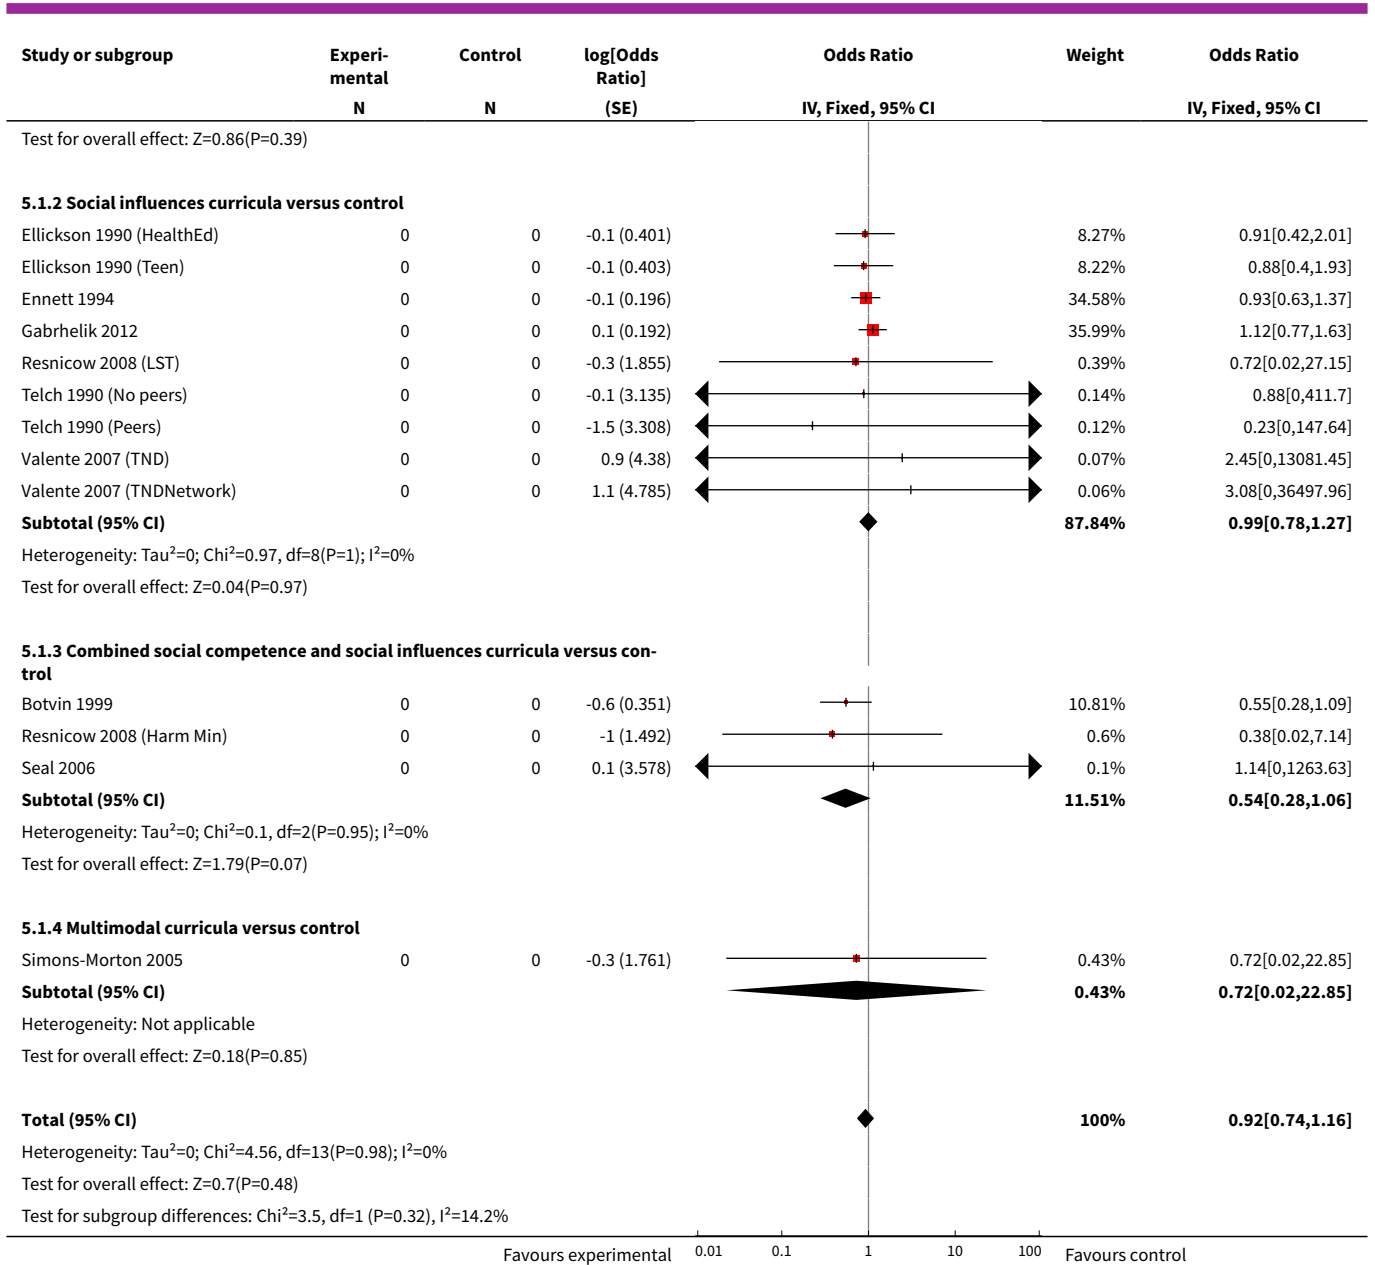 Study or subgroup Experi- Control log[Odds Odds Ratio Weight Odds Ratio
mental Ratio]
N N (SE) IV, Fixed, 95% CI IV, Fixed, 95% CI
Test for overall effect: Z=0.86(P=0.39)
5.1.2 Social influences curricula versus control
Ellickson 1990 (HealthEd) 0 0 -0.1 (0.401) 8.27% 0.91[0.42,2.01]
Ellickson 1990 (Teen) 0 0 -0.1 (0.403) 8.22% 0.88[0.4,1.93]
Ennett 1994 0 0 -0.1 (0.196) 34.58% 0.93[0.63,1.37]
Gabrhelik 2012 0 0 0.1 (0.192) 35.99% 1.12[0.77,1.63]
Resnicow 2008 (LST) 0 0 -0.3 (1.855) 0.39% 0.72[0.02,27.15]
Telch 1990 (No peers) 0 0 -0.1 (3.135) 0.14% 0.88[0,411.7]
Telch 1990 (Peers) 0 0 -1.5 (3.308) 0.12% 0.23[0,147.64]
Valente 2007 (TND) 0 0 0.9 (4.38) 0.07% 2.45[0,13081.45]
Valente 2007 (TNDNetwork) 0 0 1.1 (4.785) 0.06% 3.08[0,36497.96]
Subtotal (95% CI) 87.84% 0.99[0.78,1.27]
Heterogeneity: Tau²=0; Chi²=0.97, df=8(P=1); I²=0%
Test for overall effect: Z=0.04(P=0.97)
5.1.3 Combined social competence and social influences curricula versus con-
trol
Botvin 1999 0 0 -0.6 (0.351) 10.81% 0.55[0.28,1.09]
Resnicow 2008 (Harm Min) 0 0 -1 (1.492) 0.6% 0.38[0.02,7.14]
Seal 2006 0 0 0.1 (3.578) 0.1% 1.14[0,1263.63]
Subtotal (95% CI) 11.51% 0.54[0.28,1.06]
Heterogeneity: Tau²=0; Chi²=0.1, df=2(P=0.95); I²=0%
Test for overall effect: Z=1.79(P=0.07)
5.1.4 Multimodal curricula versus control
Simons-Morton 2005 0 0 -0.3 (1.761) 0.43% 0.72[0.02,22.85]
Subtotal (95% CI) 0.43% 0.72[0.02,22.85]
Heterogeneity: Not applicable
Test for overall effect: Z=0.18(P=0.85)
Total (95% CI) 100% 0.92[0.74,1.16]
Heterogeneity: Tau²=0; Chi²=4.56, df=13(P=0.98); I²=0%
Test for overall effect: Z=0.7(P=0.48)
Test for subgroup differences: Chi²=3.5, df=1 (P=0.32), I²=14.2%
Favours experimental 0.01 0.1 1 10 100 Favours control